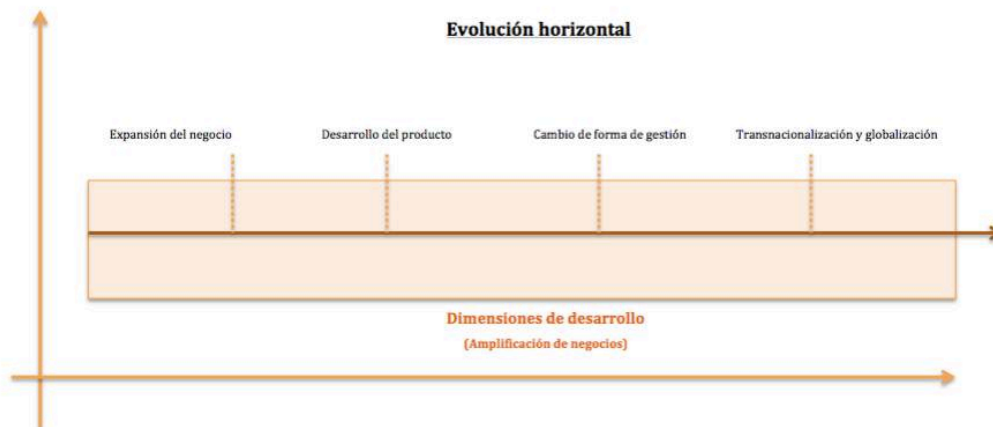 Evolución horizontal
Expansión del negocio
Desarrollo del producto
Cambio de forma de gestión
Transnacionalización y globalización
Dimensiones de desarrollo
(Amplificación de negocios)